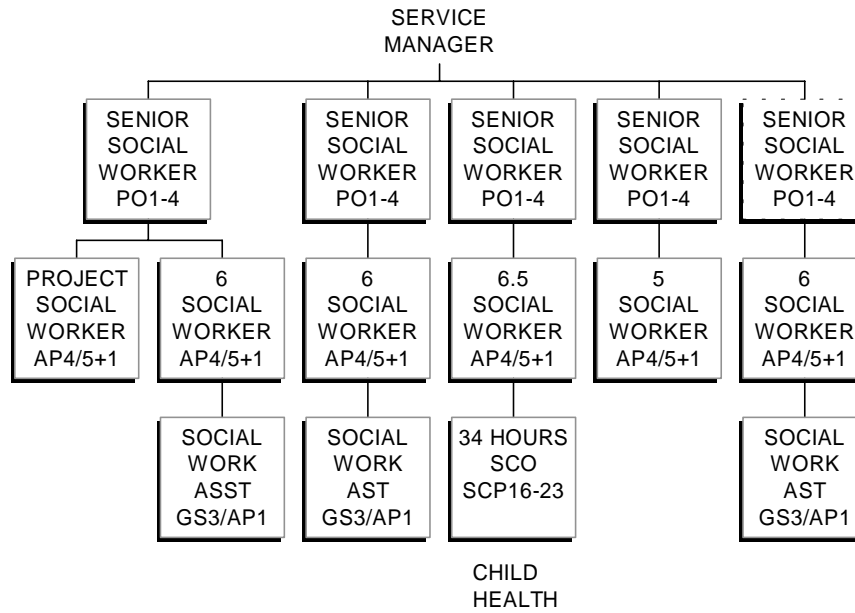 SERVICE
MANAGER
SENIOR
SOCIAL
WORKER
PO1-4
SENIOR
SOCIAL
WORKER
PO1-4
SENIOR
SOCIAL
WORKER
PO1-4
SENIOR
SOCIAL
WORKER
PO1-4
SENIOR
SOCIAL
WORKER
PO1-4
PROJECT
SOCIAL
WORKER
AP4/5+1
6
SOCIAL
WORKER
AP4/5+1
6
SOCIAL
WORKER
AP4/5+1
6.5
SOCIAL
WORKER
AP4/5+1
5
SOCIAL
WORKER
AP4/5+1
6
SOCIAL
WORKER
AP4/5+1
SOCIAL
WORK
ASST
GS3/AP1
SOCIAL
WORK
AST
GS3/AP1
34 HOURS
SCO
SCP16-23
SOCIAL
WORK
AST
GS3/AP1
CHILD
HEALTH